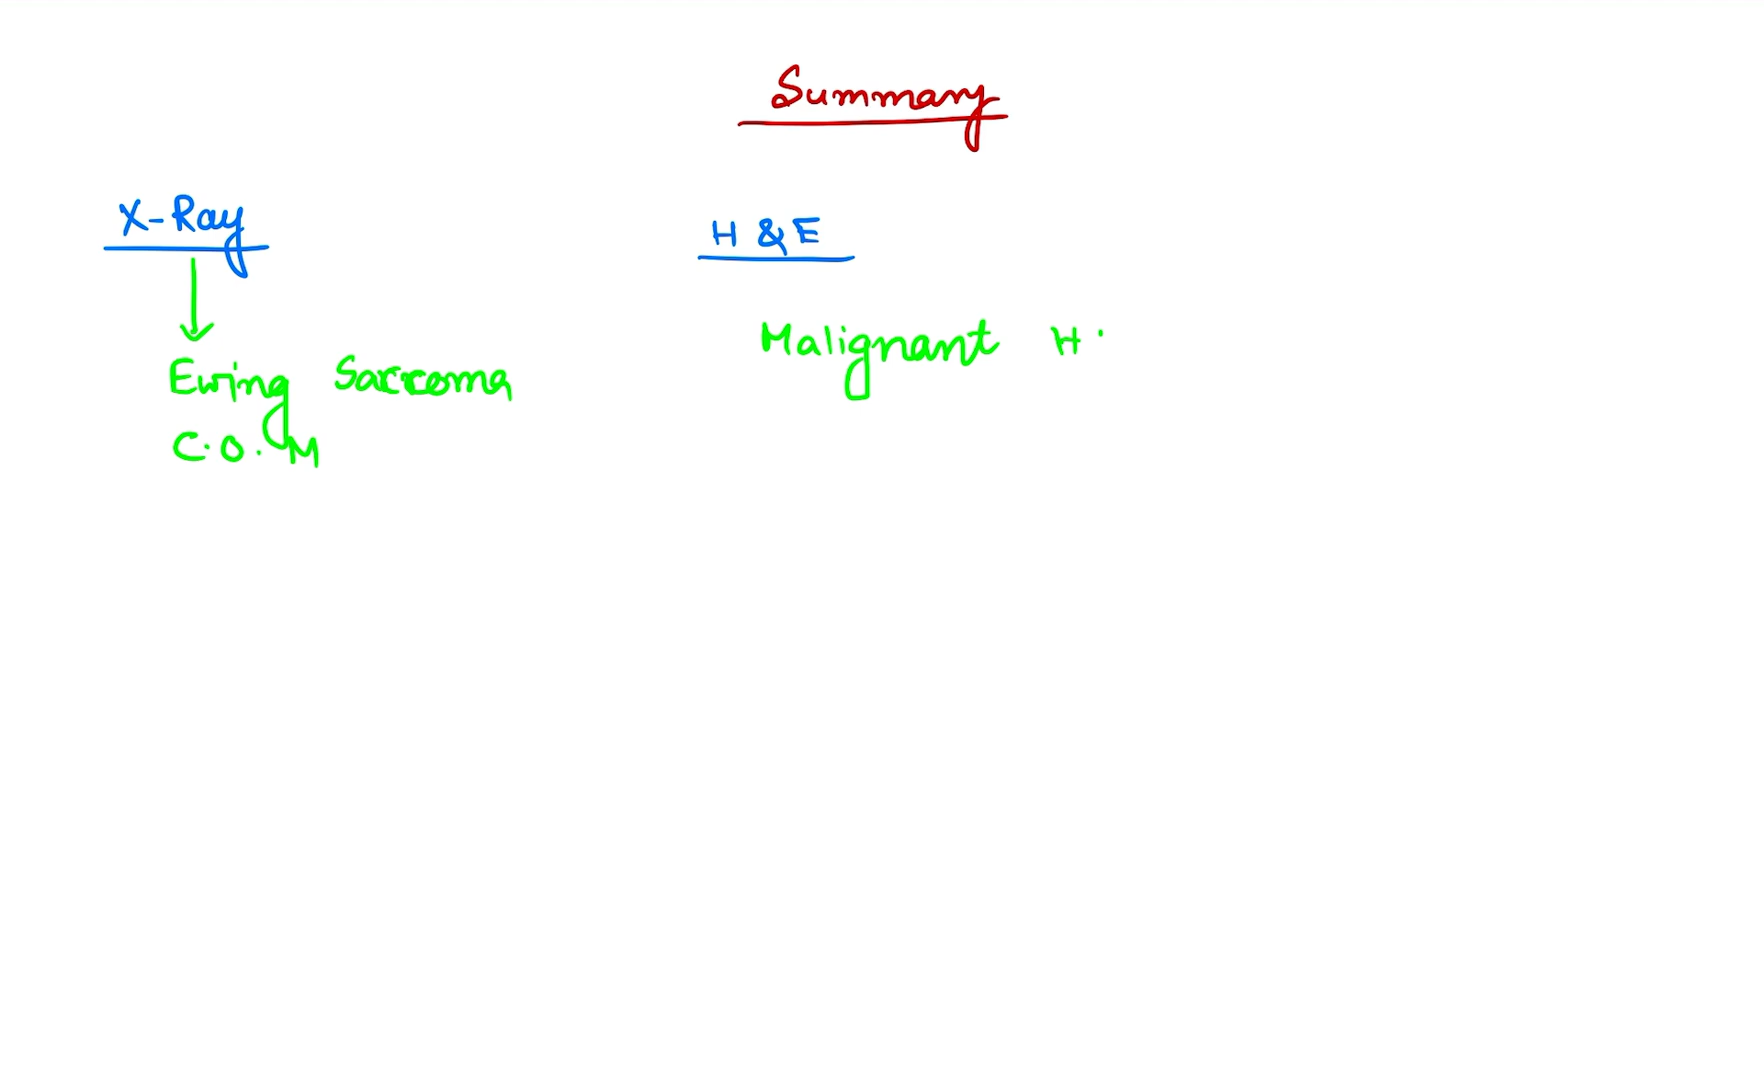 Summary
X-Ray
H & E
Ewing Sarcoma
C.O.M
Malignant H.